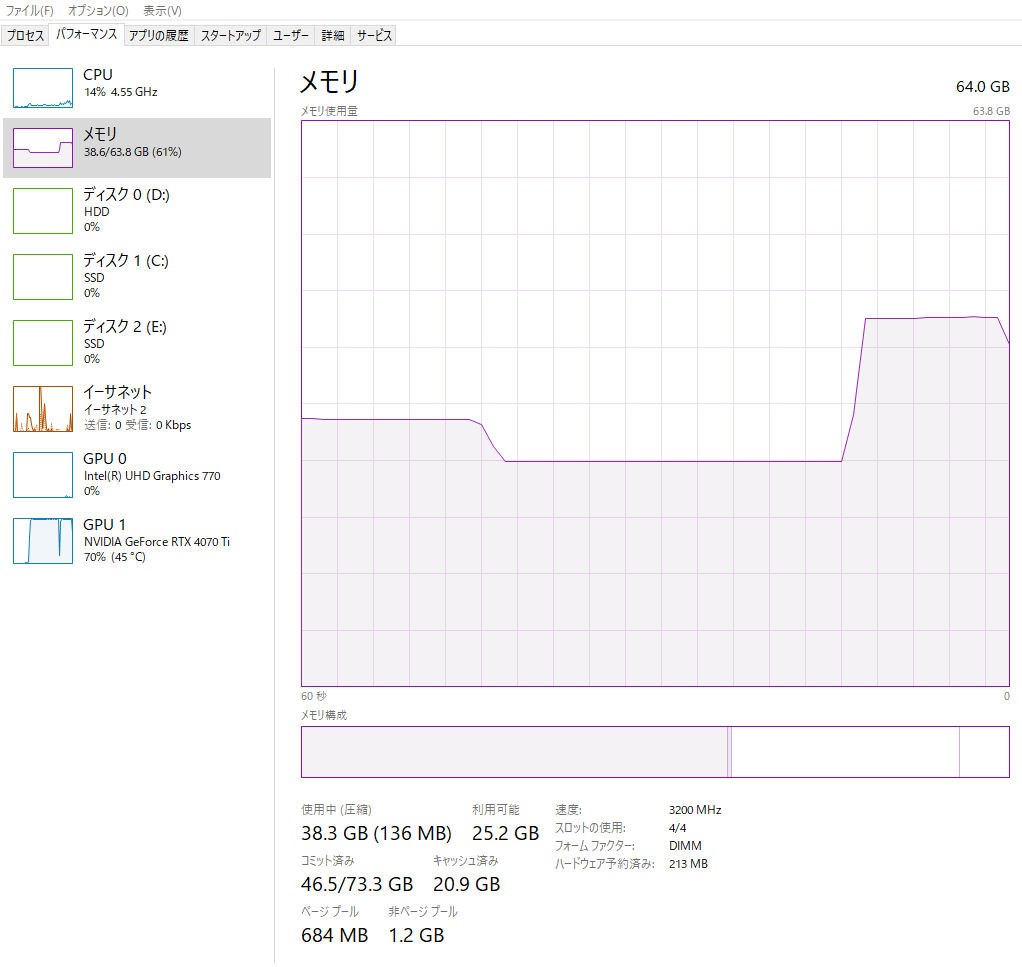 ファイル(F) オプション(O) 表示(V)
プロセス パフォーマンス アプリの履歴 スタートアップ ユーザー 詳細 サービス
CPU
14% 4.55 GHz
メモリ
38.6/63.8 GB (61%)
ディスク 0 (D:)
HDD
0%
ディスク 1 (C:)
SSD
0%
ディスク 2 (E:)
SSD
0%
イーサネット
イーサネット 2
送信: 0 受信: 0 Kbps
GPU 0
Intel(R) UHD Graphics 770
0%
GPU 1
NVIDIA GeForce RTX 4070 Ti
70% (45 °C)
メモリ 64.0 GB
メモリ使用量 63.8 GB
60 秒 0
メモリ構成
使用中 (圧縮) 利用可能
38.3 GB (136 MB) 25.2 GB
コミット済み キャッシュ済み
46.5/73.3 GB 20.9 GB
ページ プール 非ページ プール
684 MB 1.2 GB
速度: 3200 MHz
スロットの使用: 4/4
フォーム ファクター: DIMM
ハードウェア予約済み: 213 MB